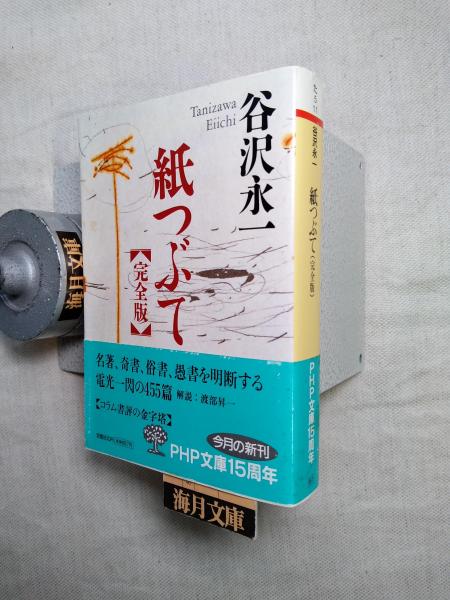 谷沢永一
Tanizawa
Eiichi
紙つぶて
【完全版】
名著、奇書、俗書、愚書を明断する
電光一閃の455篇 解説：渡部昇一
【コラム書評の金字塔】
今月の新刊
PHP文庫15周年
谷沢永一
紙つぶて(完全版)
PHP文庫15周年
海月文庫